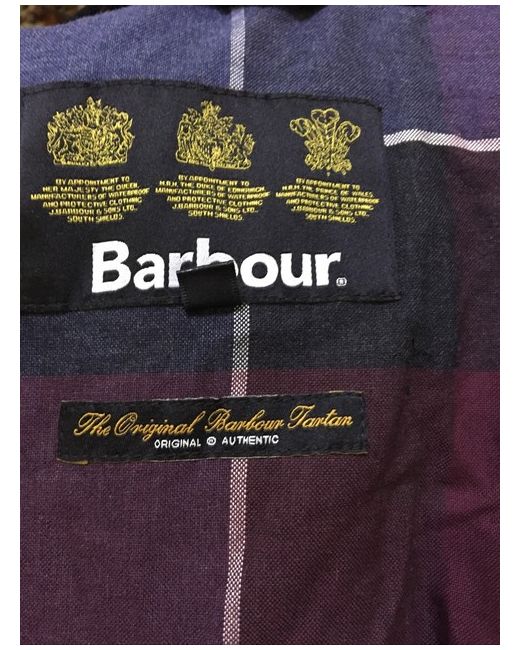 BY APPOINTMENT TO
HER MAJESTY THE QUEEN.
MANUFACTURERS OF WATERPROOF
AND PROTECTIVE CLOTHING
J.BARBOUR & SONS LTD.
SOUTH SHIELDS.
BY APPOINTMENT TO
H.R.H. THE DUKE OF EDINBURGH.
MANUFACTURERS OF WATERPROOF
AND PROTECTIVE CLOTHING
J.BARBOUR & SONS LTD.
SOUTH SHIELDS.
BY APPOINTMENT TO
H.R.H. THE PRINCE OF WALES.
MANUFACTURERS OF WATERPROOF
AND PROTECTIVE CLOTHING
J.BARBOUR & SONS LTD.
SOUTH SHIELDS.
Barbour.®
The Original Barbour Tartan
ORIGINAL & AUTHENTIC